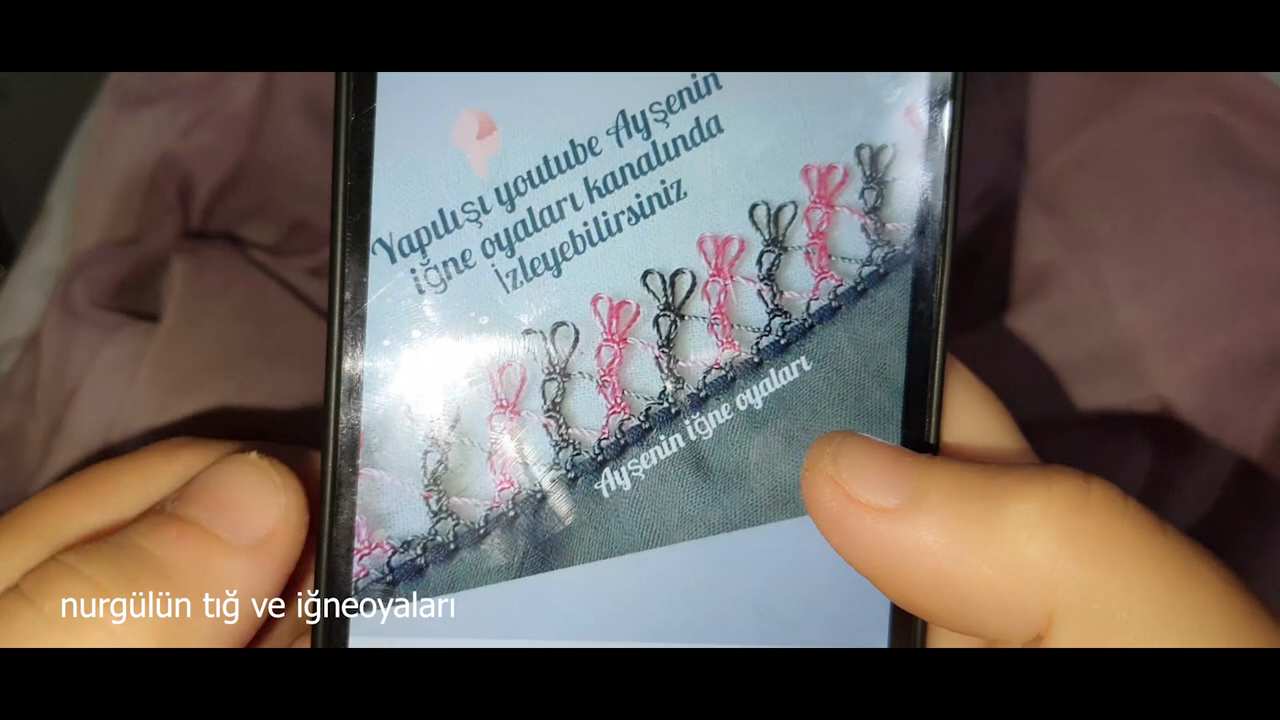 Yapılışı youtube Ayşenin
iğne oyaları kanalında
İzleyebilirsiniz
Ayşenin iğne oyaları
nurgülün tığ ve iğneoyaları